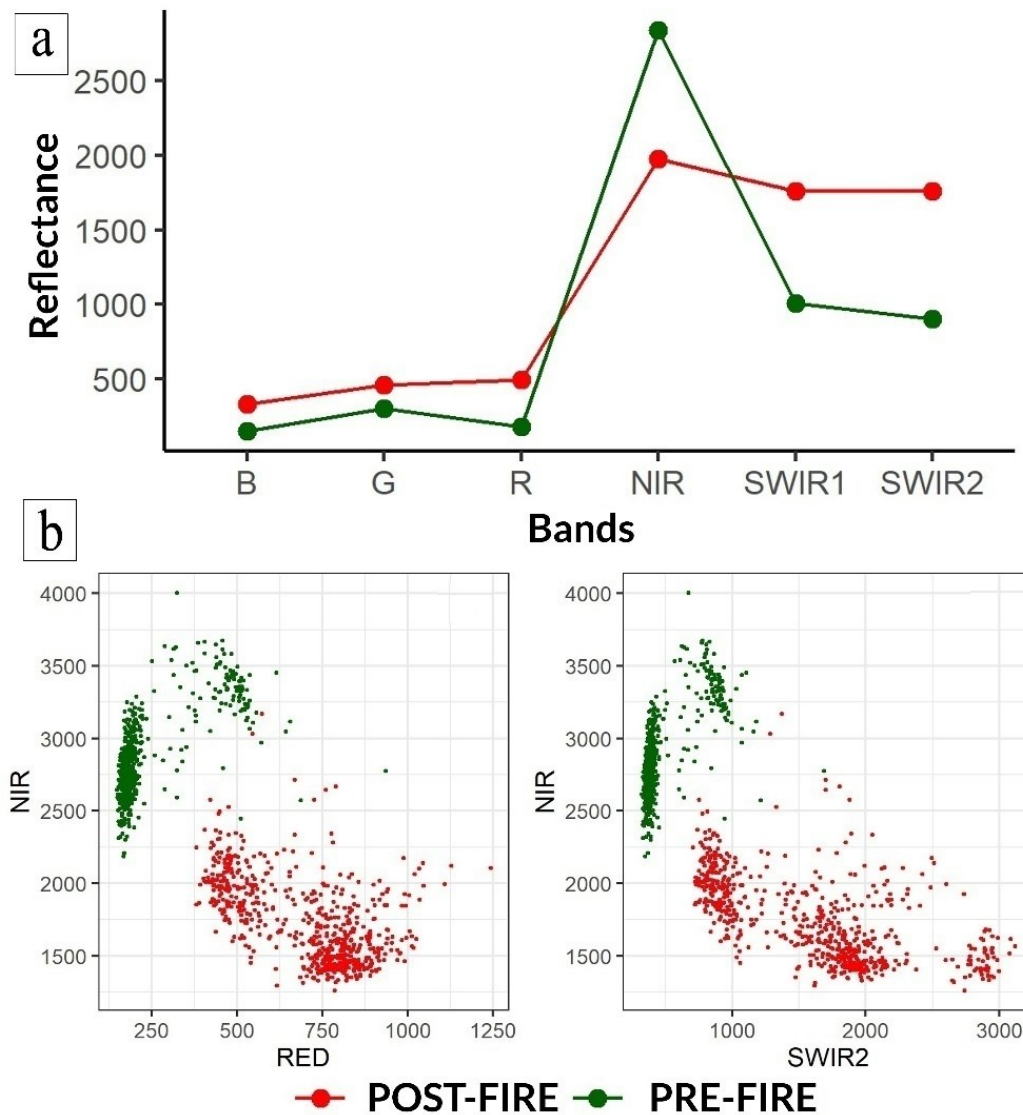 a
Reflectance
2500
2000
1500
1000
500
B G R NIR SWIR1 SWIR2
Bands
b
NIR
4000
3500
3000
2500
2000
1500
250 500 750 1000 1250
RED
NIR
4000
3500
3000
2500
2000
1500
1000 2000 3000
SWIR2
POST-FIRE PRE-FIRE